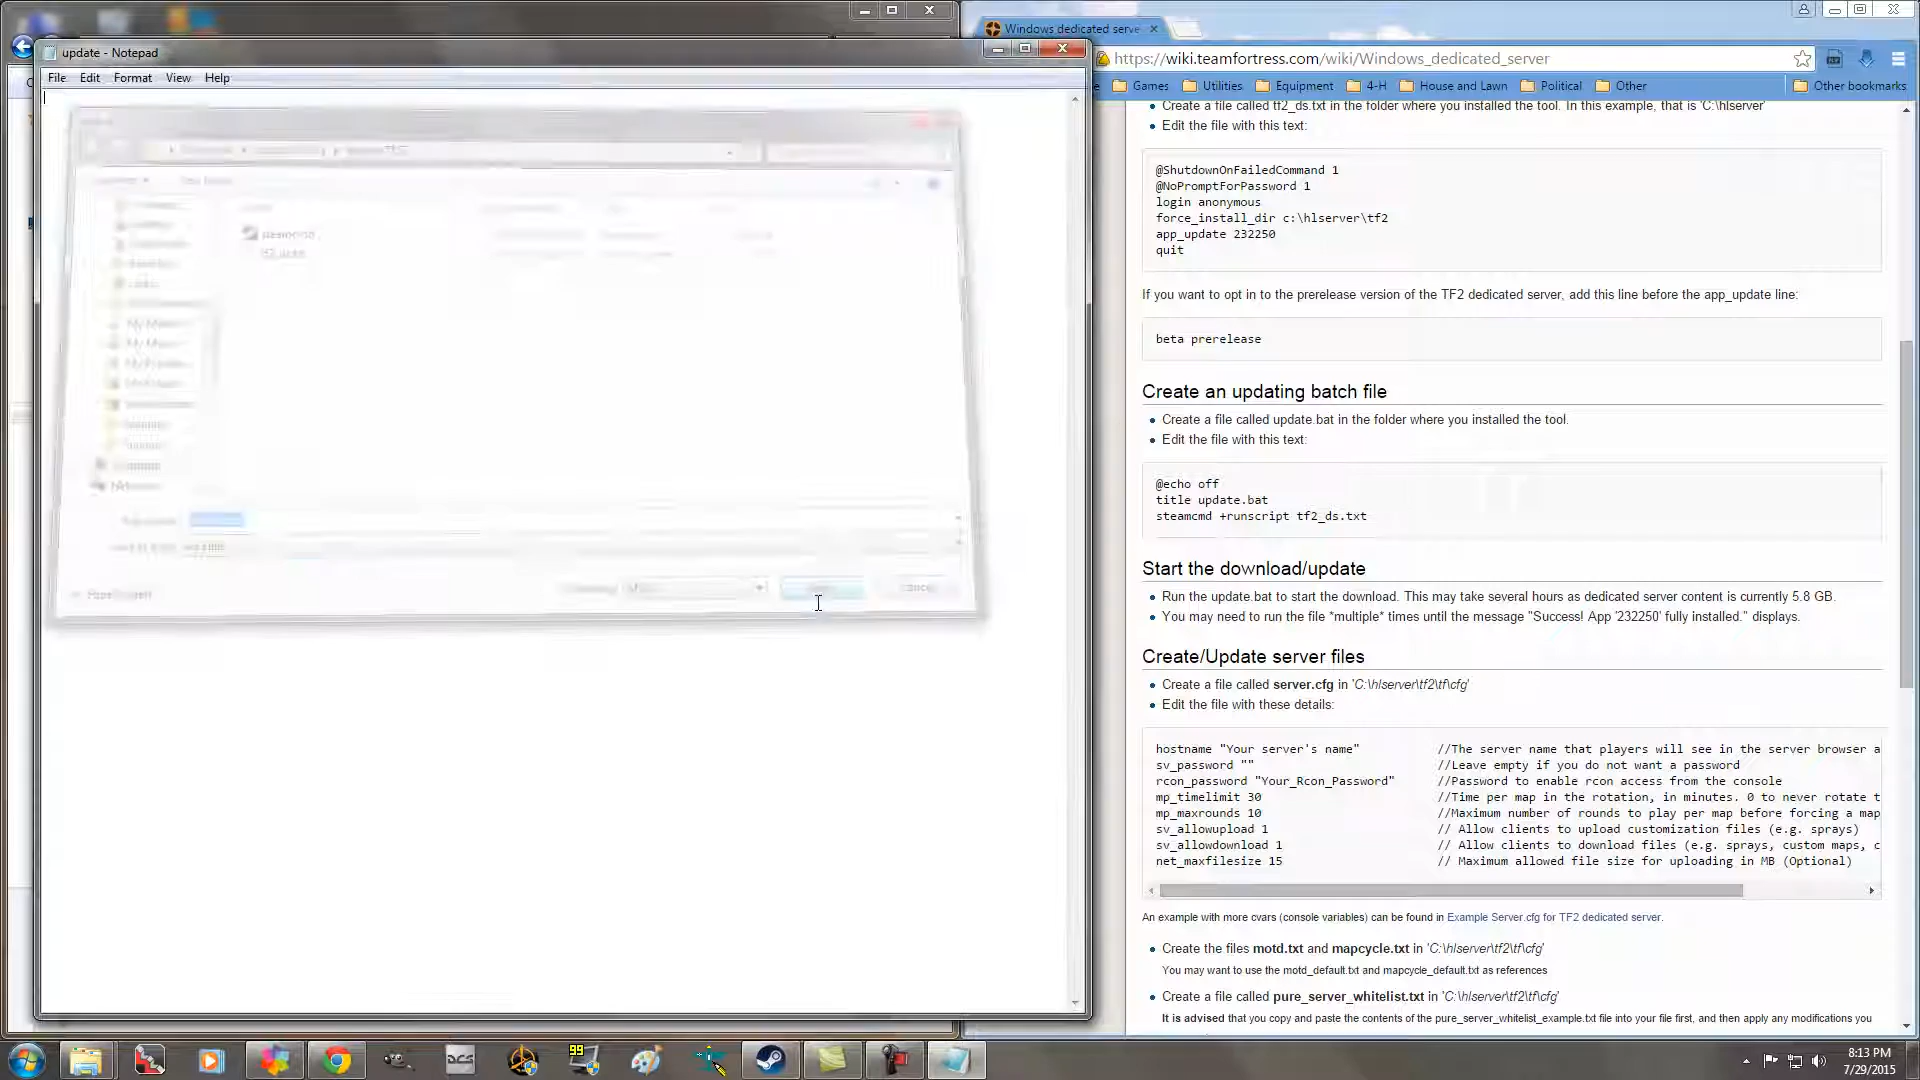 update - Notepad
File Edit Format View Help
Windows dedicated serve
https://wiki.teamfortress.com/wiki/Windows_dedicated_server
Games Utilities Equipment 4-H House and Lawn Political Other Other bookmarks
Create a file called tf2_ds.txt in the folder where you installed the tool. In this example, that is 'C:\hlserver'
Edit the file with this text:
@ShutdownOnFailedCommand 1
@NoPromptForPassword 1
login anonymous
force_install_dir c:\hlserver\tf2
app_update 232250
quit
If you want to opt in to the prerelease version of the TF2 dedicated server, add this line before the app_update line:
beta prerelease
Create an updating batch file
Create a file called update.bat in the folder where you installed the tool.
Edit the file with this text:
@echo off
title update.bat
steamcmd +runscript tf2_ds.txt
Start the download/update
Run the update.bat to start the download. This may take several hours as dedicated server content is currently 5.8 GB.
You may need to run the file *multiple* times until the message "Success! App '232250' fully installed." displays.
Create/Update server files
Create a file called server.cfg in 'C:\hlserver\tf2\tf\cfg'
Edit the file with these details:
hostname "Your server's name" //The server name that players will see in the server browser a
sv_password "" //Leave empty if you do not want a password
rcon_password "Your_Rcon_Password" //Password to enable rcon access from the console
mp_timelimit 30 //Time per map in the rotation, in minutes. 0 to never rotate t
mp_maxrounds 10 //Maximum number of rounds to play per map before forcing a map
sv_allowupload 1 // Allow clients to upload customization files (e.g. sprays)
sv_allowdownload 1 // Allow clients to download files (e.g. sprays, custom maps, c
net_maxfilesize 15 // Maximum allowed file size for uploading in MB (Optional)
An example with more cvars (console variables) can be found in Example Server.cfg for TF2 dedicated server.
Create the files motd.txt and mapcycle.txt in 'C:\hlserver\tf2\tf\cfg'
You may want to use the motd_default.txt and mapcycle_default.txt as references
Create a file called pure_server_whitelist.txt in 'C:\hlserver\tf2\tf\cfg'
It is advised that you copy and paste the contents of the pure_server_whitelist_example.txt file into your file first, and then apply any modifications you
DCS
99
8:13 PM
7/29/2015